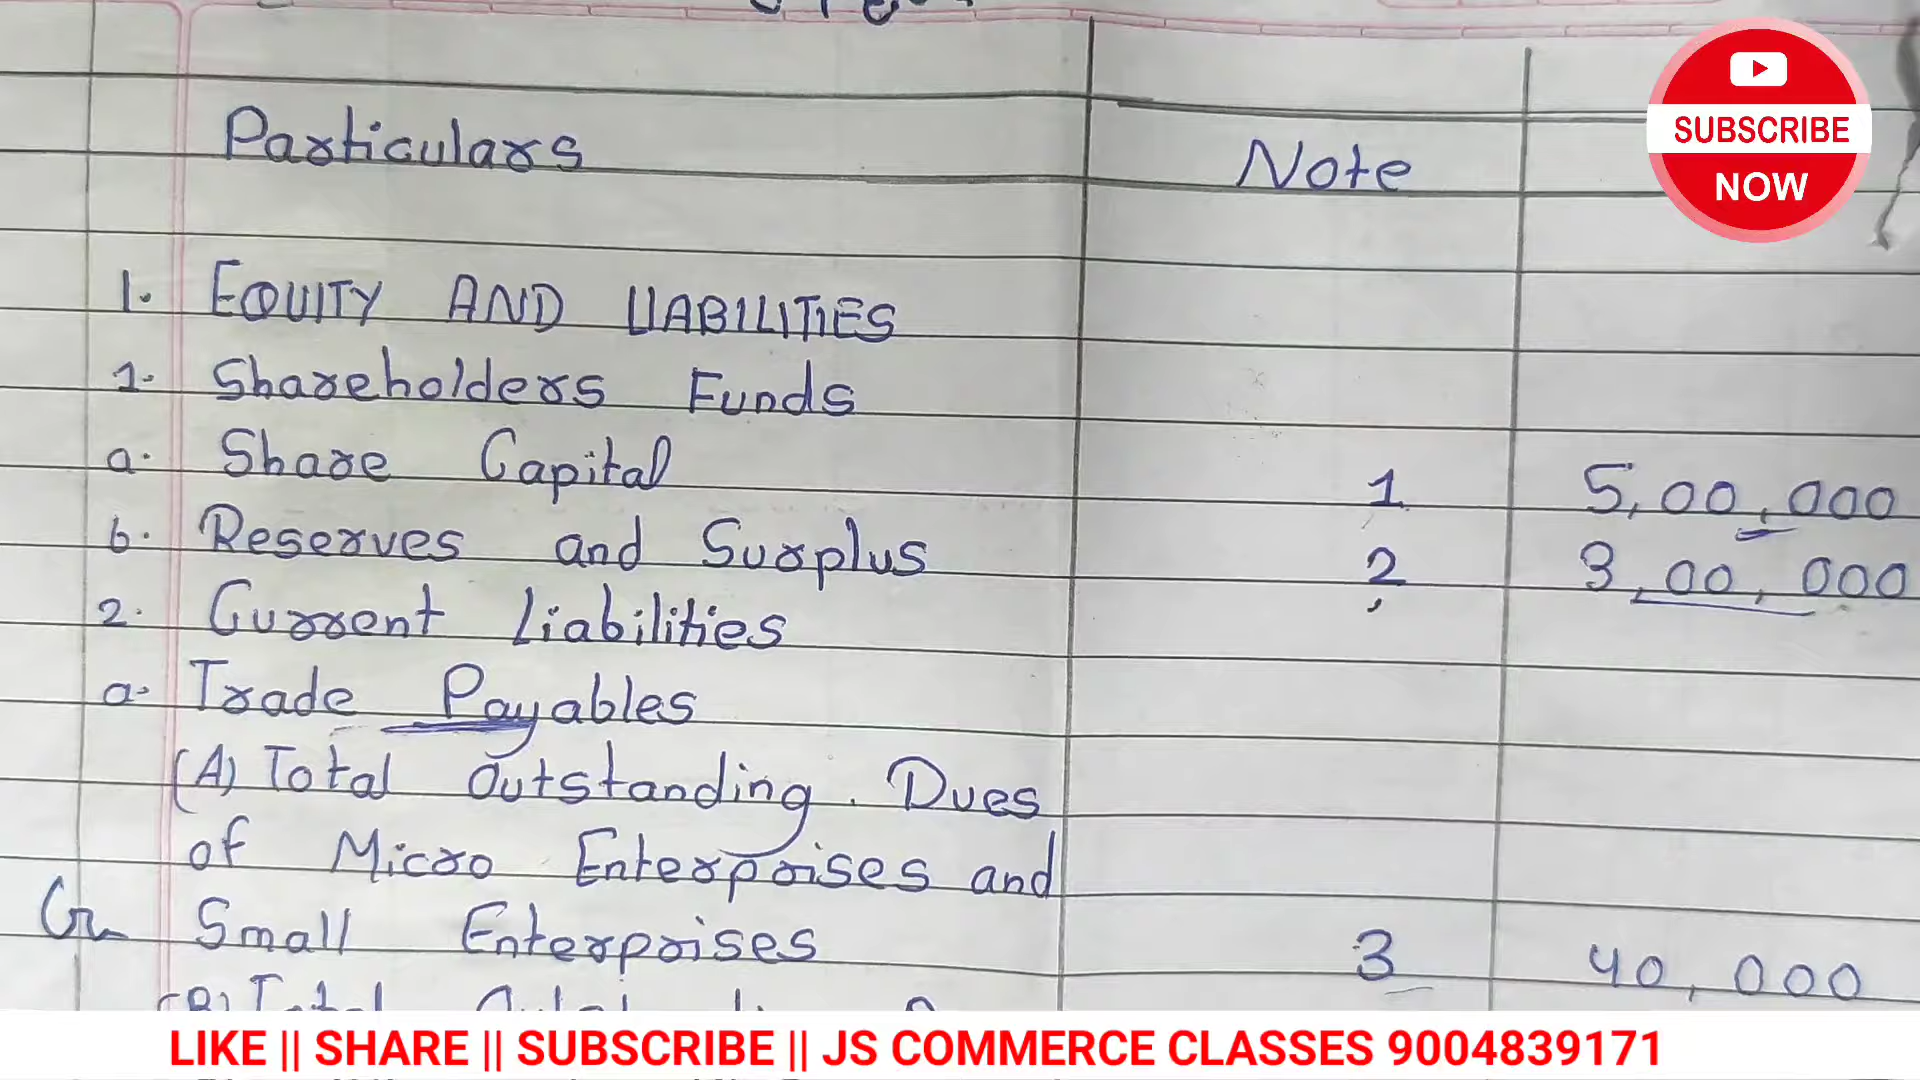 Particulars Note
1. EQUITY AND LIABILITIES
1. Shareholders Funds
a. Share Capital 1 5,00,000
b. Reserves and Surplus 2 3,00,000
2. Current Liabilities
a. Trade Payables
(A) Total Outstanding Dues
of Micro Enterprises and
Small Enterprises 3 40,000
SUBSCRIBE
NOW
LIKE || SHARE || SUBSCRIBE || JS COMMERCE CLASSES 9004839171